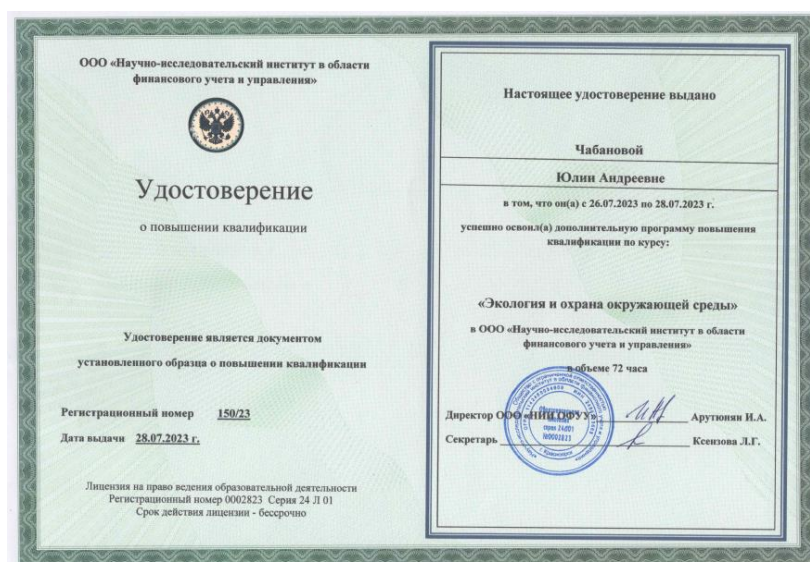 ООО «Научно-исследовательский институт в области
финансового учета и управления»
Удостоверение
о повышении квалификации
Удостоверение является документом
установленного образца о повышении квалификации
Регистрационный номер 150/23
Дата выдачи 28.07.2023 г.
Лицензия на право ведения образовательной деятельности
Регистрационный номер 0002823 Серия 24 Л 01
Срок действия лицензии - бессрочно
Настоящее удостоверение выдано
Чабановой
Юлии Андреевне
в том, что он(а) с 26.07.2023 по 28.07.2023 г.
успешно освоил(а) дополнительную программу повышения
квалификации по курсу:
«Экология и охрана окружающей среды»
в ООО «Научно-исследовательский институт в области
финансового учета и управления»
в объеме 72 часа
Директор ООО «НИИ ОФУУ» Арутюнян И.А.
Секретарь Ксензова Л.Г.